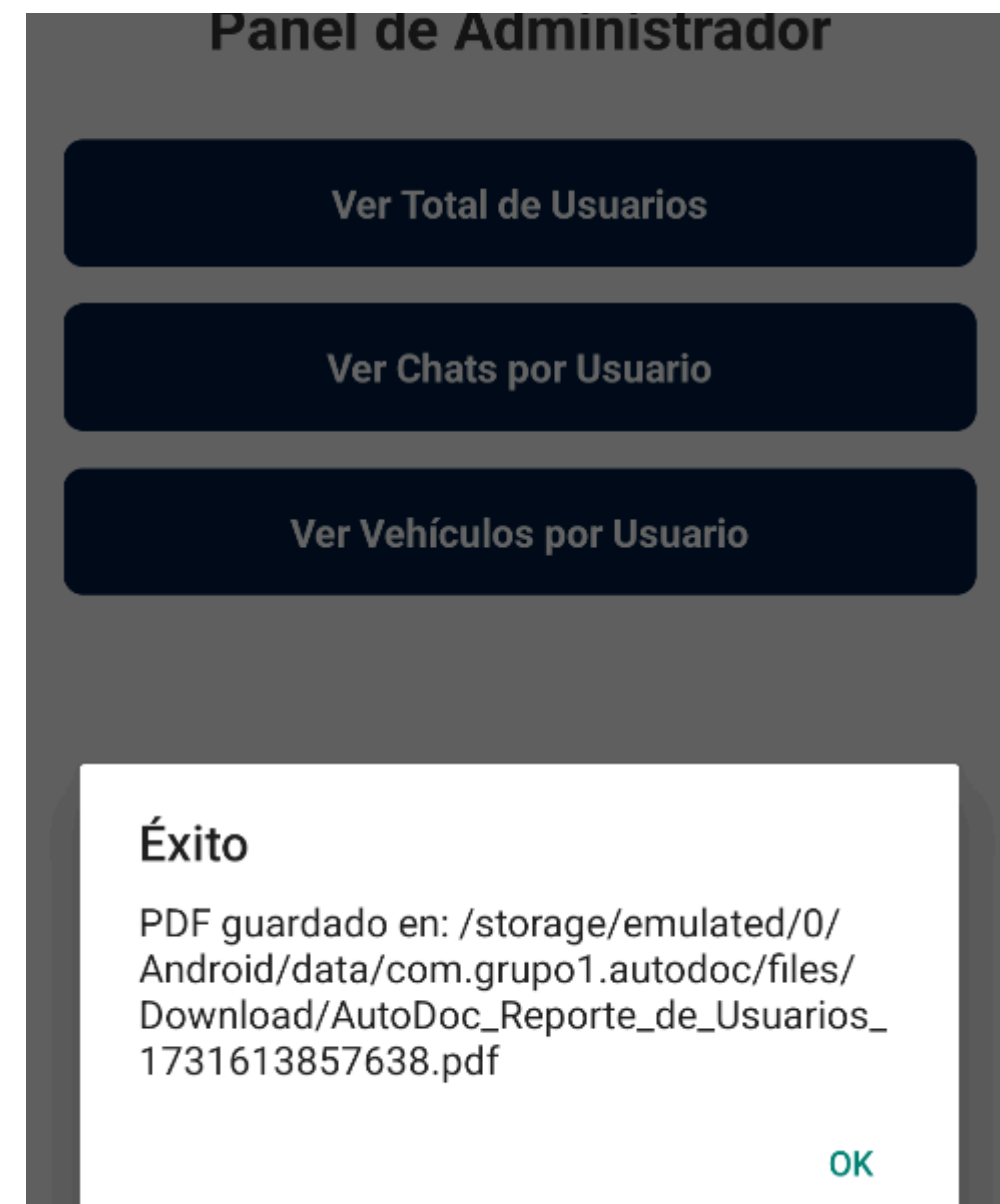 Panel de Administrador
Ver Total de Usuarios
Ver Chats por Usuario
Ver Vehículos por Usuario
Éxito
PDF guardado en: /storage/emulated/0/
Android/data/com.grupo1.autodoc/files/
Download/AutoDoc_Reporte_de_Usuarios_
1731613857638.pdf
OK